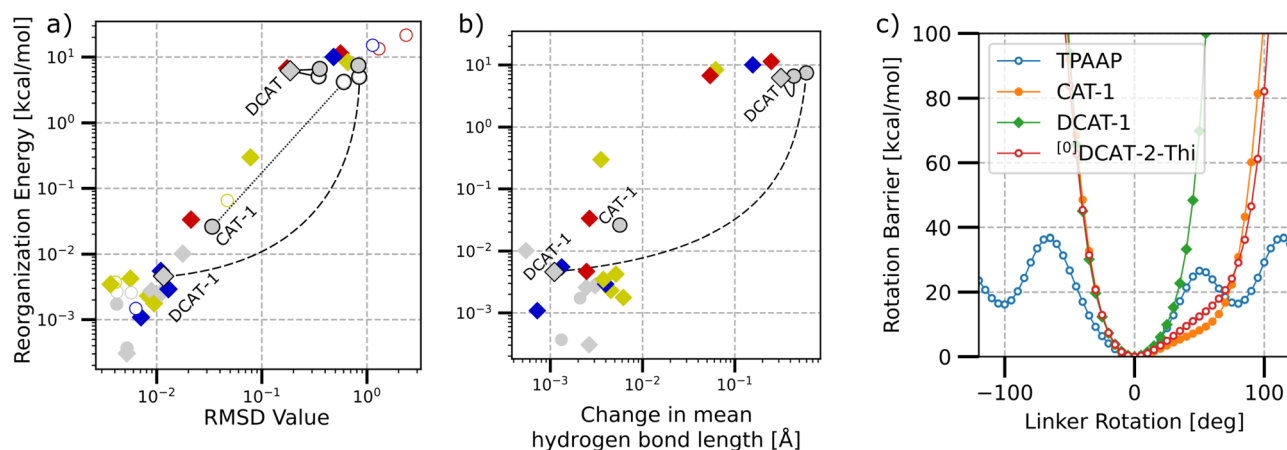 a)
Reorganization Energy [kcal/mol]
10¹
10⁰
10⁻¹
10⁻²
10⁻³
10⁻²
10⁻¹
10⁰
RMSD Value
DCAT
CAT-1
DCAT-1
b)
10¹
10⁰
10⁻¹
10⁻²
10⁻³
10⁻³
10⁻¹
Change in mean
hydrogen bond length [Å]
DCAT
CAT-1
DCAT-1
c)
Rotation Barrier [kcal/mol]
100
80
60
40
20
0
−100
0
100
Linker Rotation [deg]
TPAAP
CAT-1
DCAT-1
[0]DCAT-2-Thi